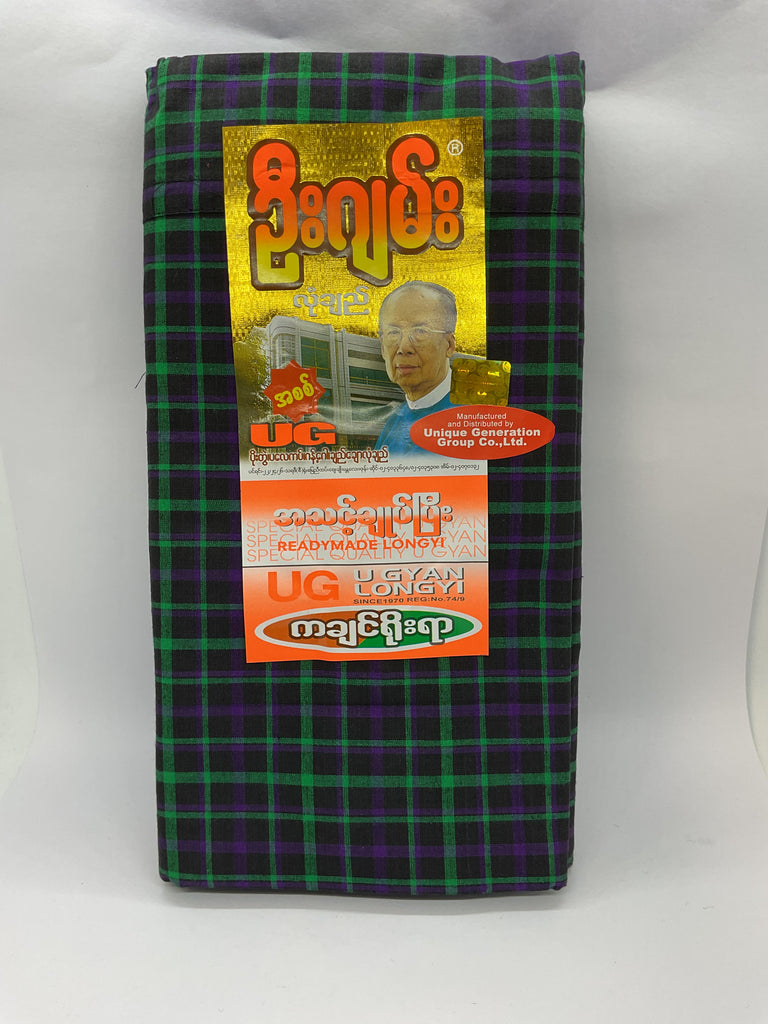 ဦးဂျမ်း®
လုံချည်
အစစ်
UG
Manufactured
and Distributed by
Unique Generation
Group Co.,Ltd.
အသင့်ချုပ်ပြီး
SPECIAL QUALITY U GYAN
READYMADE LONGYI
SPECIAL QUALITY U GYAN
UG
U GYAN
LONGYI
SINCE1970 REG:No.74/9
ကချင်ရိုးရာ